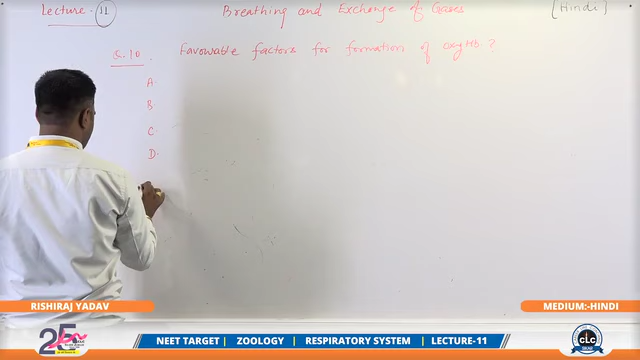 Lecture - 11 Breathing and Exchange of Gases [Hindi]
Q.10. Favourable factors for formation of oxyHb ?
A.
B.
C.
D.
RISHIRAJ YADAV MEDIUM:-HINDI
25
NEET TARGET | ZOOLOGY | RESPIRATORY SYSTEM | LECTURE-11
CLC